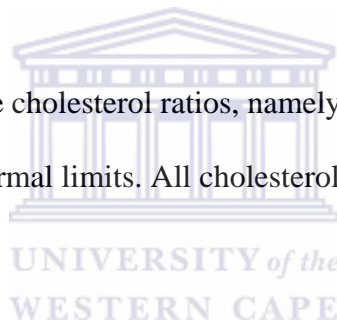 e cholesterol ratios, namely
rmal limits. All cholesterol
UNIVERSITY of the
WESTERN CAPE